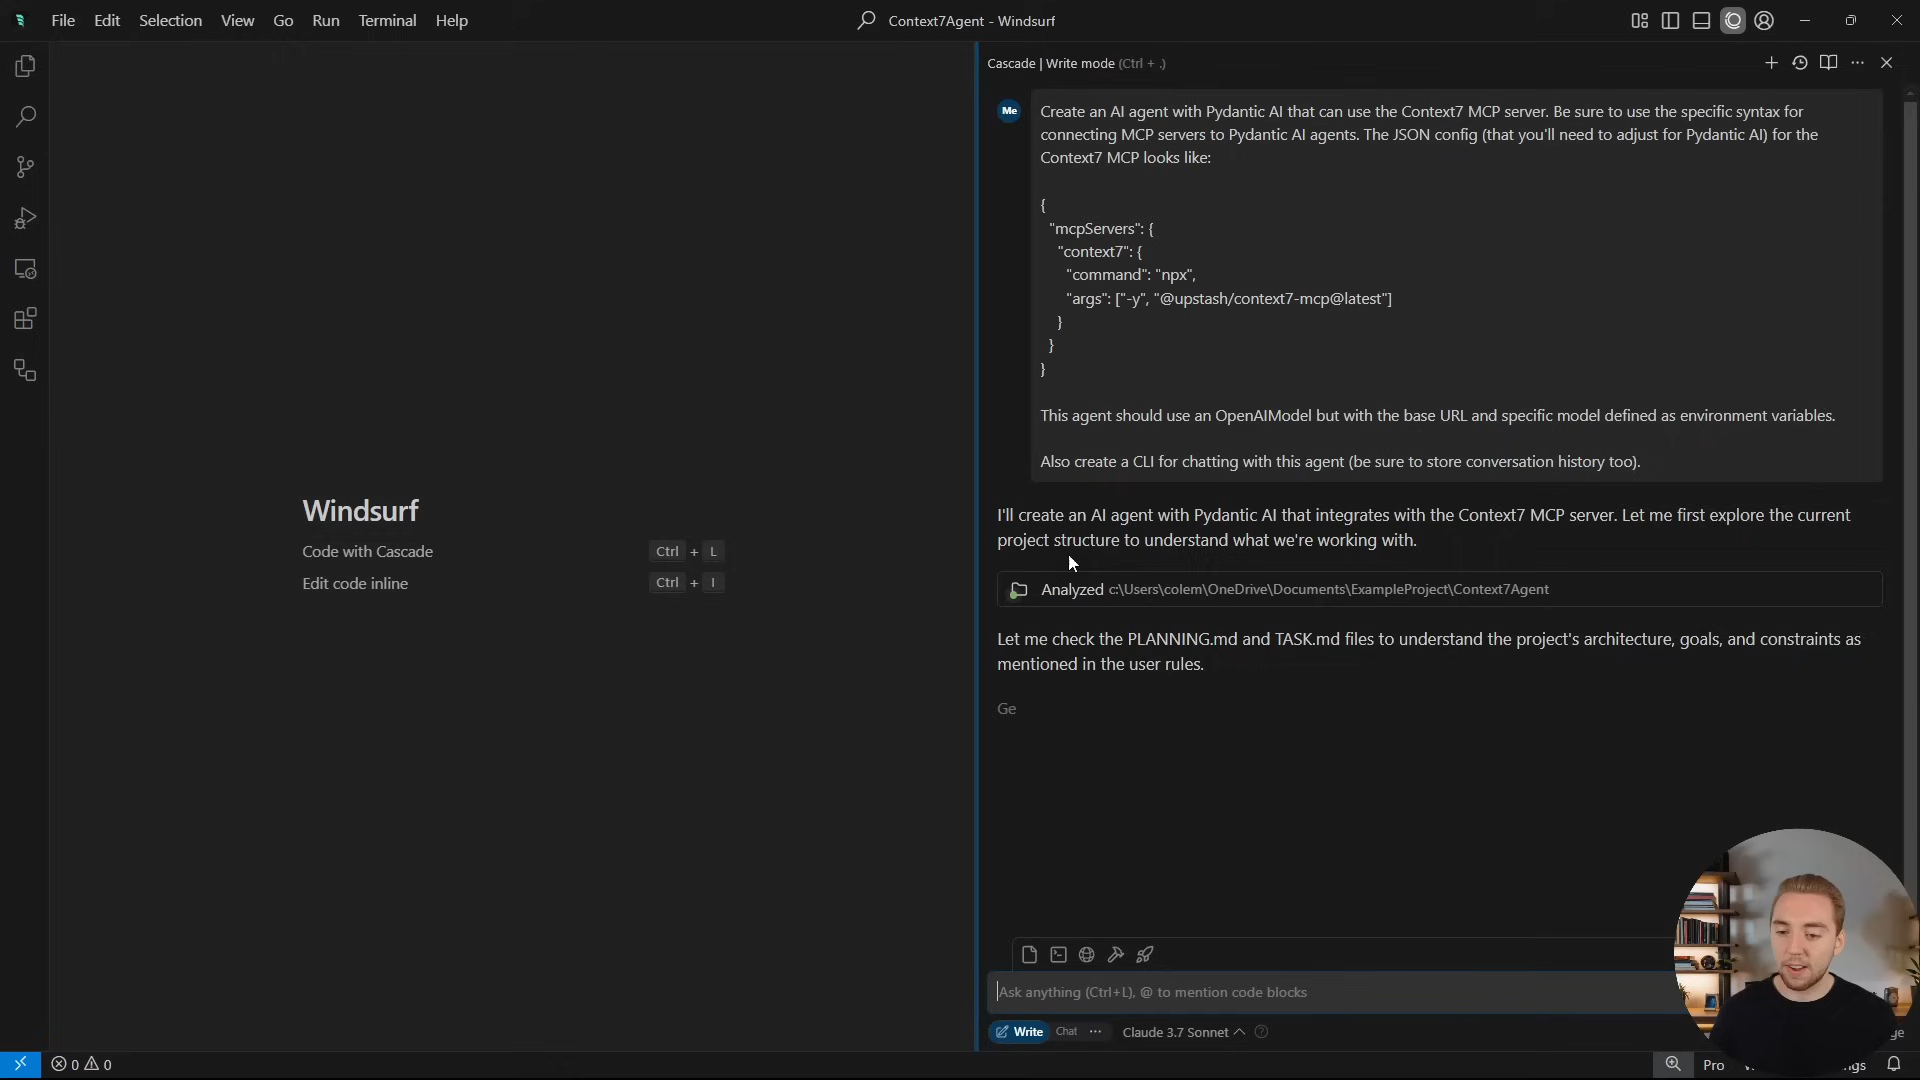 File Edit Selection View Go Run Terminal Help
Context7Agent - Windsurf
Cascade | Write mode (Ctrl + .)
Me
Create an AI agent with Pydantic AI that can use the Context7 MCP server. Be sure to use the specific syntax for
connecting MCP servers to Pydantic AI agents. The JSON config (that you'll need to adjust for Pydantic AI) for the
Context7 MCP looks like:
{
"mcpServers": {
"context7": {
"command": "npx",
"args": ["-y", "@upstash/context7-mcp@latest"]
}
}
}
This agent should use an OpenAIModel but with the base URL and specific model defined as environment variables.
Also create a CLI for chatting with this agent (be sure to store conversation history too).
I'll create an AI agent with Pydantic AI that integrates with the Context7 MCP server. Let me first explore the current
project structure to understand what we're working with.
Analyzed c:\Users\colem\OneDrive\Documents\ExampleProject\Context7Agent
Let me check the PLANNING.md and TASK.md files to understand the project's architecture, goals, and constraints as
mentioned in the user rules.
Ge
Windsurf
Code with Cascade Ctrl + L
Edit code inline Ctrl + I
Ask anything (Ctrl+L), @ to mention code blocks
Write Chat ··· Claude 3.7 Sonnet
0 0
Pro